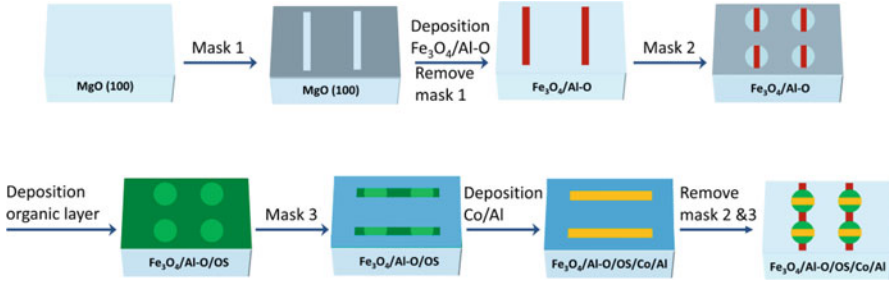 Mask 1
Deposition
Fe₃O₄/Al-O
Remove
mask 1
Mask 2
MgO (100)
MgO (100)
Fe₃O₄/Al-O
Fe₃O₄/Al-O
Deposition
organic layer
Mask 3
Deposition
Co/Al
Remove
mask 2 &3
Fe₃O₄/Al-O/OS
Fe₃O₄/Al-O/OS
Fe₃O₄/Al-O/OS/Co/Al
Fe₃O₄/Al-O/OS/Co/Al